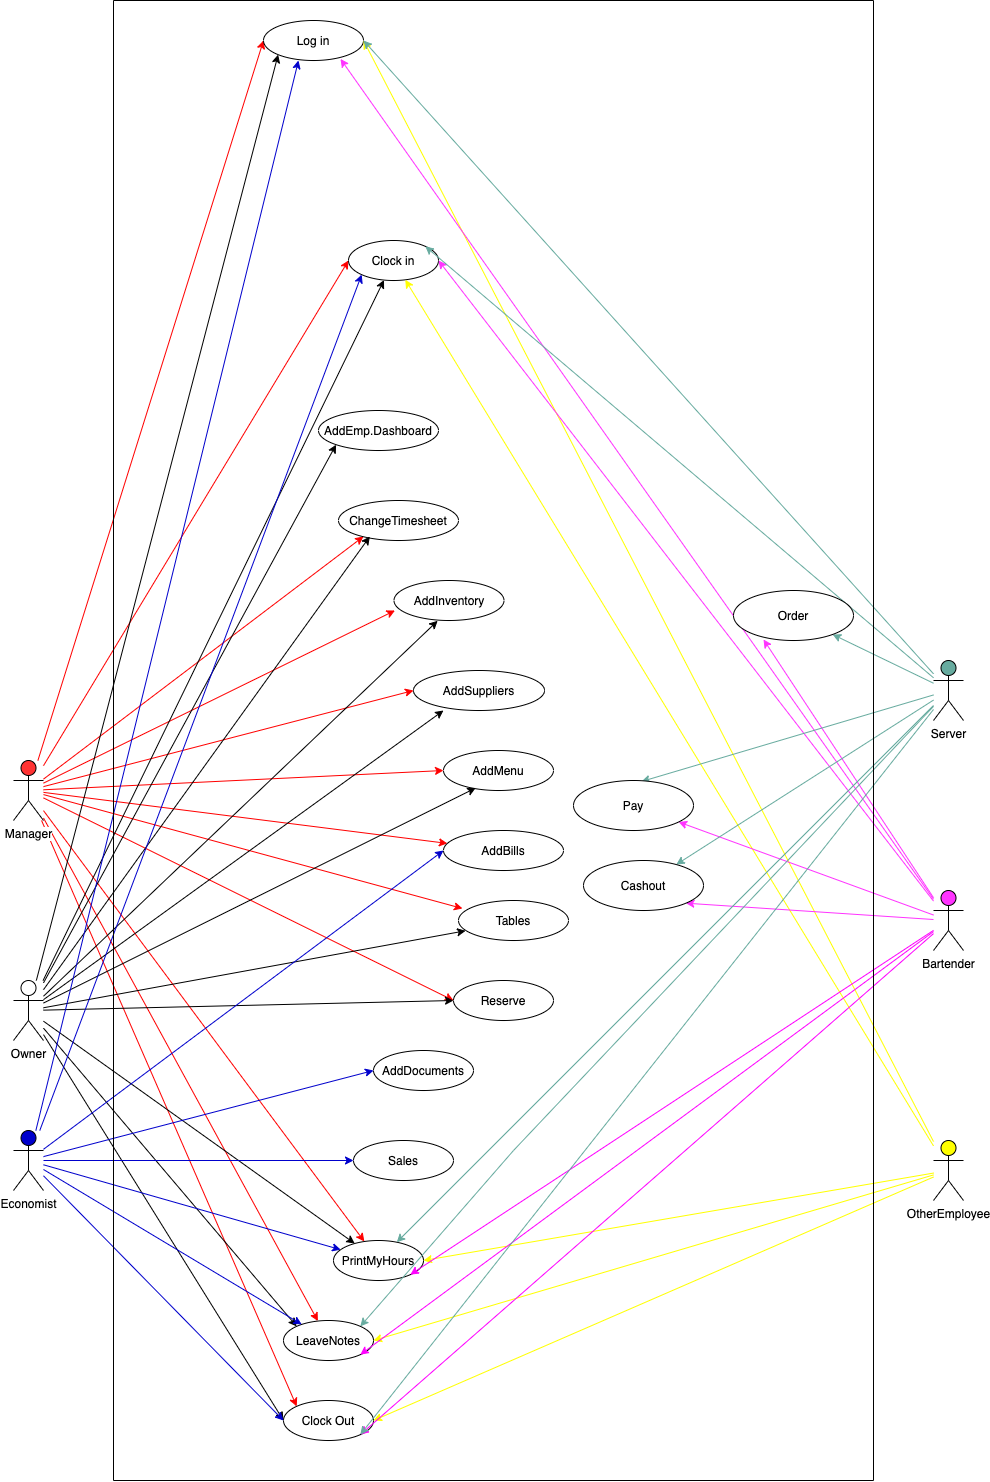 Log in
Clock in
AddEmp.Dashboard
ChangeTimesheet
AddInventory
Order
AddSuppliers
Server
AddMenu
Pay
Manager
AddBills
Cashout
Tables
Bartender
Reserve
Owner
AddDocuments
Sales
Economist
OtherEmployee
PrintMyHours
LeaveNotes
Clock Out